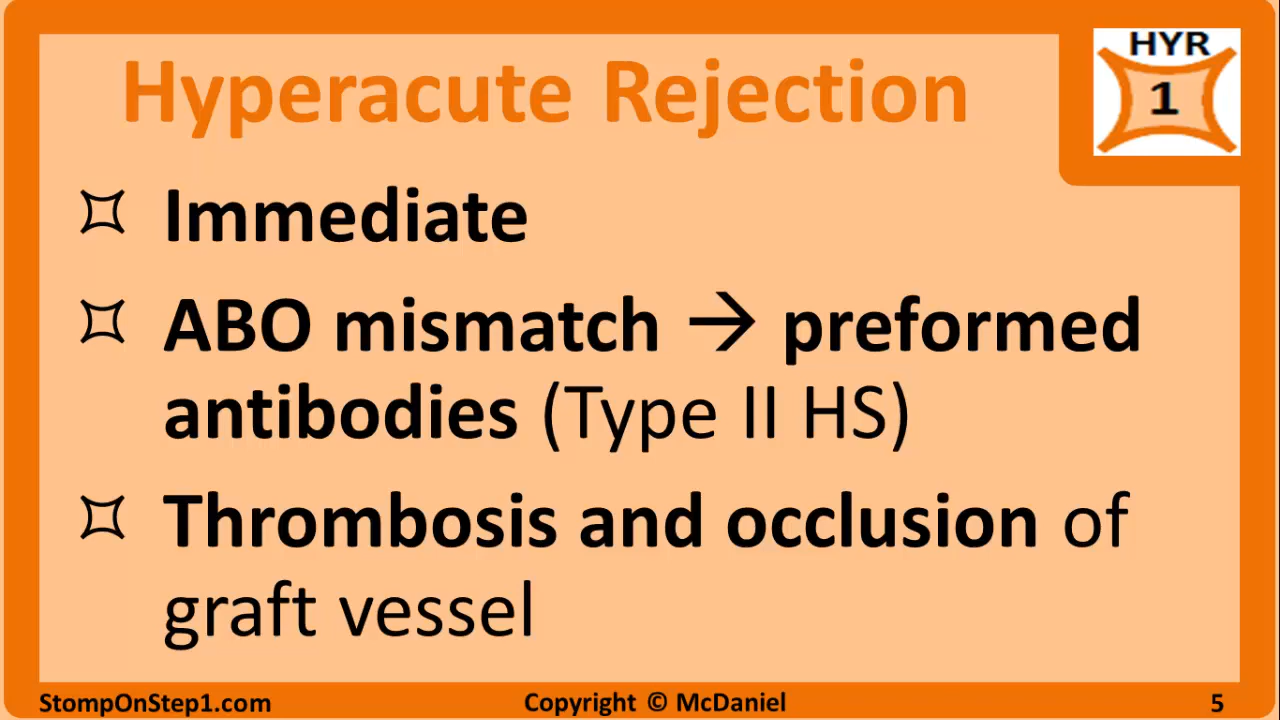 Hyperacute Rejection
HYR
1
Immediate
ABO mismatch → preformed
antibodies (Type II HS)
Thrombosis and occlusion of
graft vessel
StompOnStep1.com
Copyright © McDaniel
5